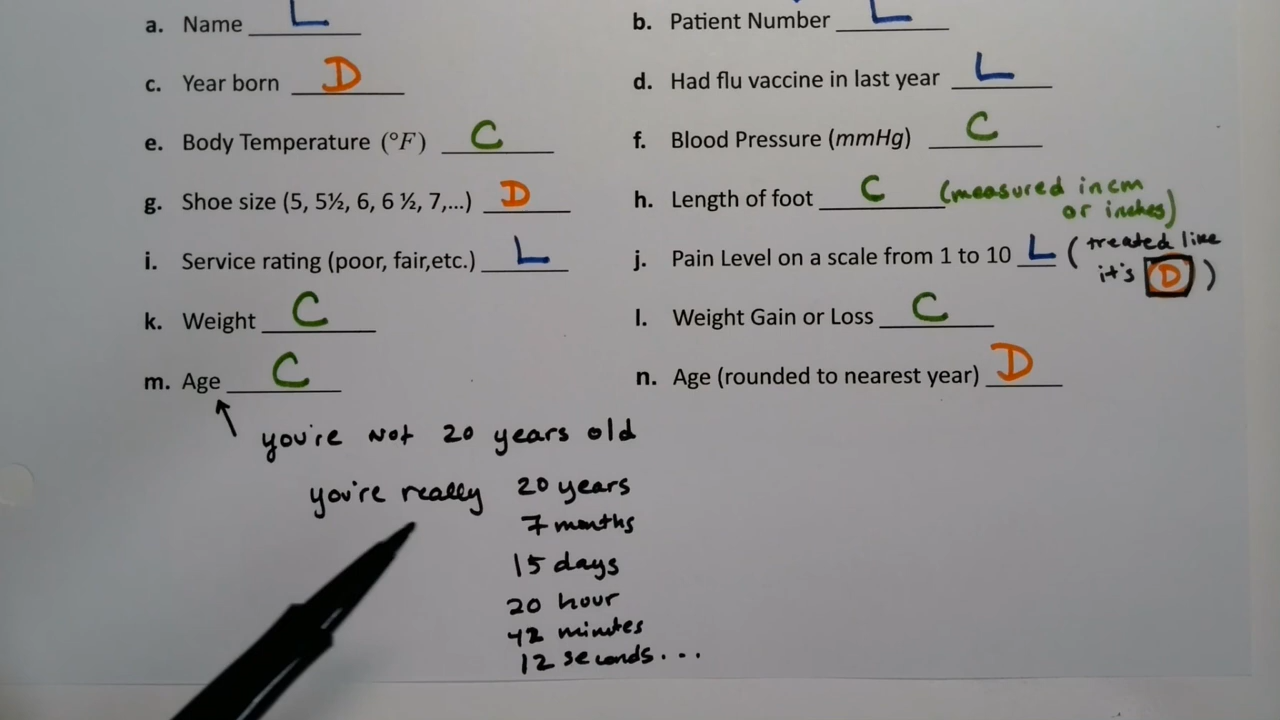 a. Name L b. Patient Number L
c. Year born D d. Had flu vaccine in last year L
e. Body Temperature (°F) C f. Blood Pressure (mmHg) C
g. Shoe size (5, 5½, 6, 6 ½, 7,...) D h. Length of foot C (measured in cm
or inches)
i. Service rating (poor, fair,etc.) L j. Pain Level on a scale from 1 to 10 L (treated like
it's D)
k. Weight C l. Weight Gain or Loss C
m. Age C n. Age (rounded to nearest year) D
you're not 20 years old
you're really 20 years
7 months
15 days
20 hour
42 minutes
12 seconds...